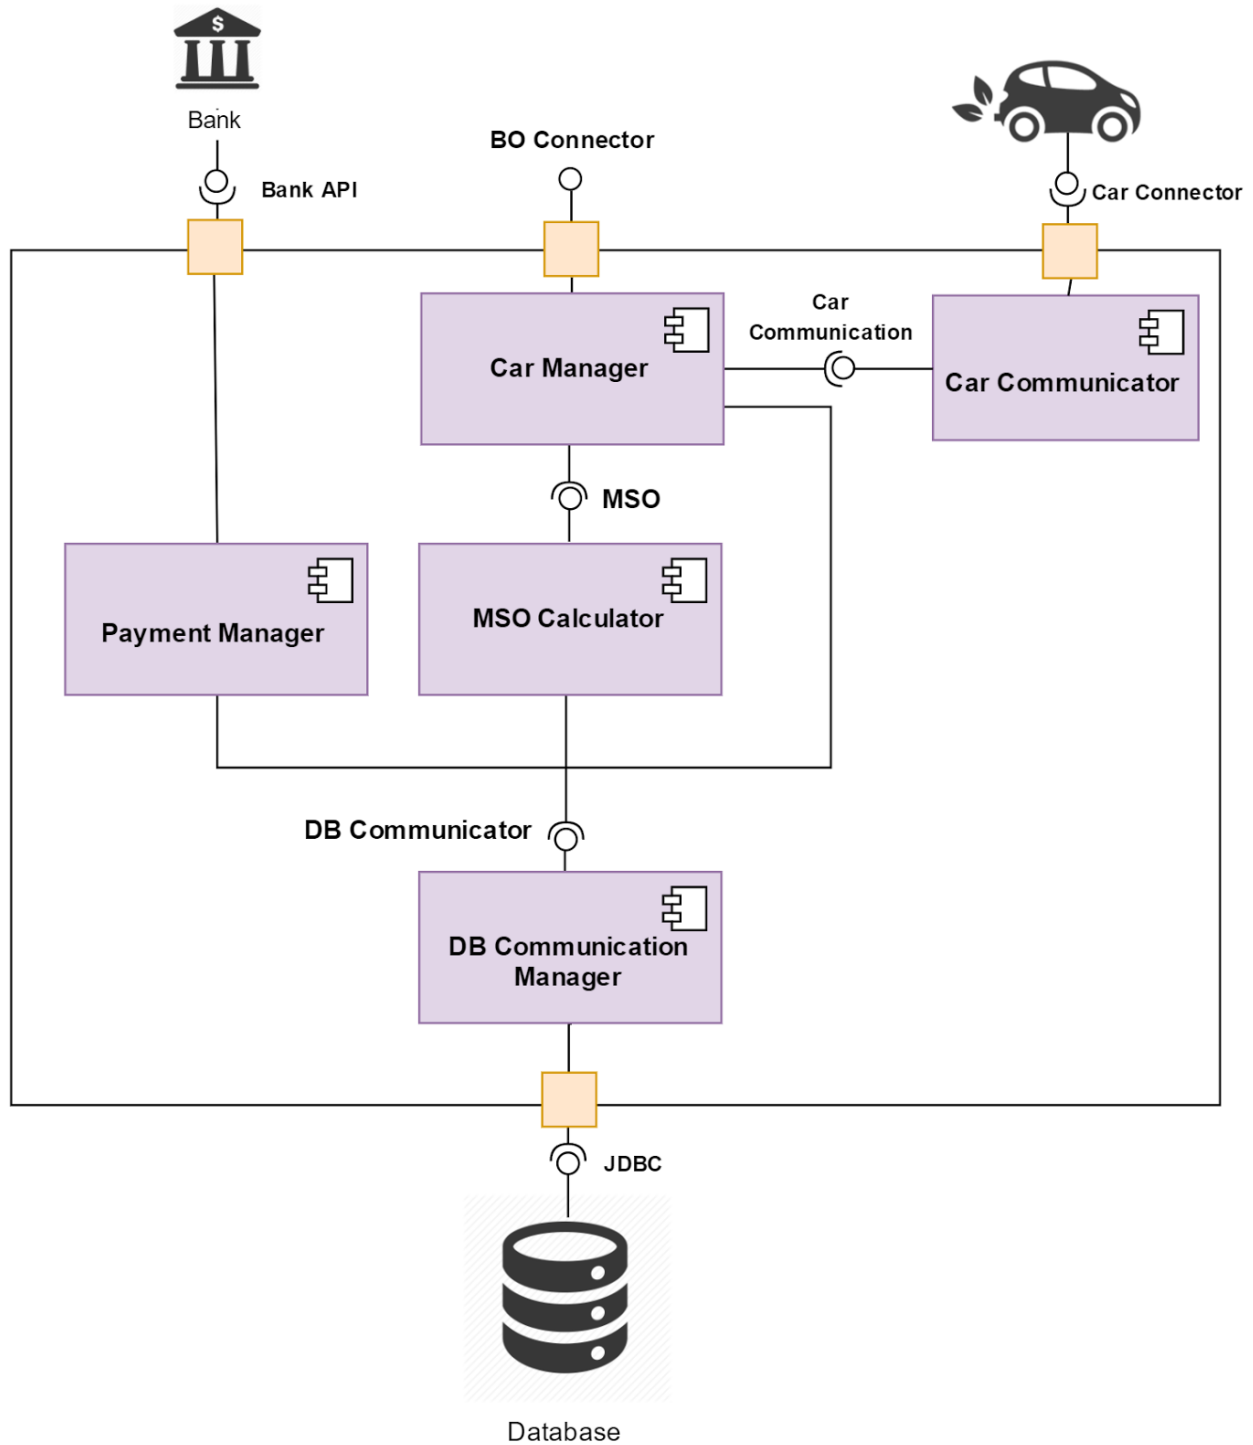 $
Bank
BO Connector
Bank API
Car Connector
Car
Communication
Car Manager
Car Communicator
MSO
MSO Calculator
Payment Manager
DB Communicator
DB Communication
Manager
JDBC
Database